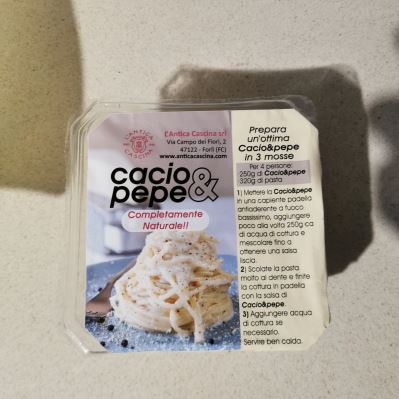 L'ANTICA
CASCINA
L'Antica Cascina srl
Via Campo dei Fiori, 2
47122 - Forlì (FC)
www.anticacascina.com
cacio
pepe&
Completamente
Naturale!!
Prepara
un'ottima
Cacio&pepe
in 3 mosse
Per 4 persone:
250g di Cacio&pepe
320g di pasta
1) Mettere la Cacio&pepe
in una capiente padella
antiaderente a fuoco
bassissimo, aggiungere
poco alla volta 250g ca
di acqua di cottura e
mescolare fino a
ottenere una salsa
liscia.
2) Scolate la pasta
molto al dente e finite
la cottura in padella
con la salsa di
Cacio&pepe.
3) Aggiungere acqua
di cottura se
necessario.
Servire ben calda.